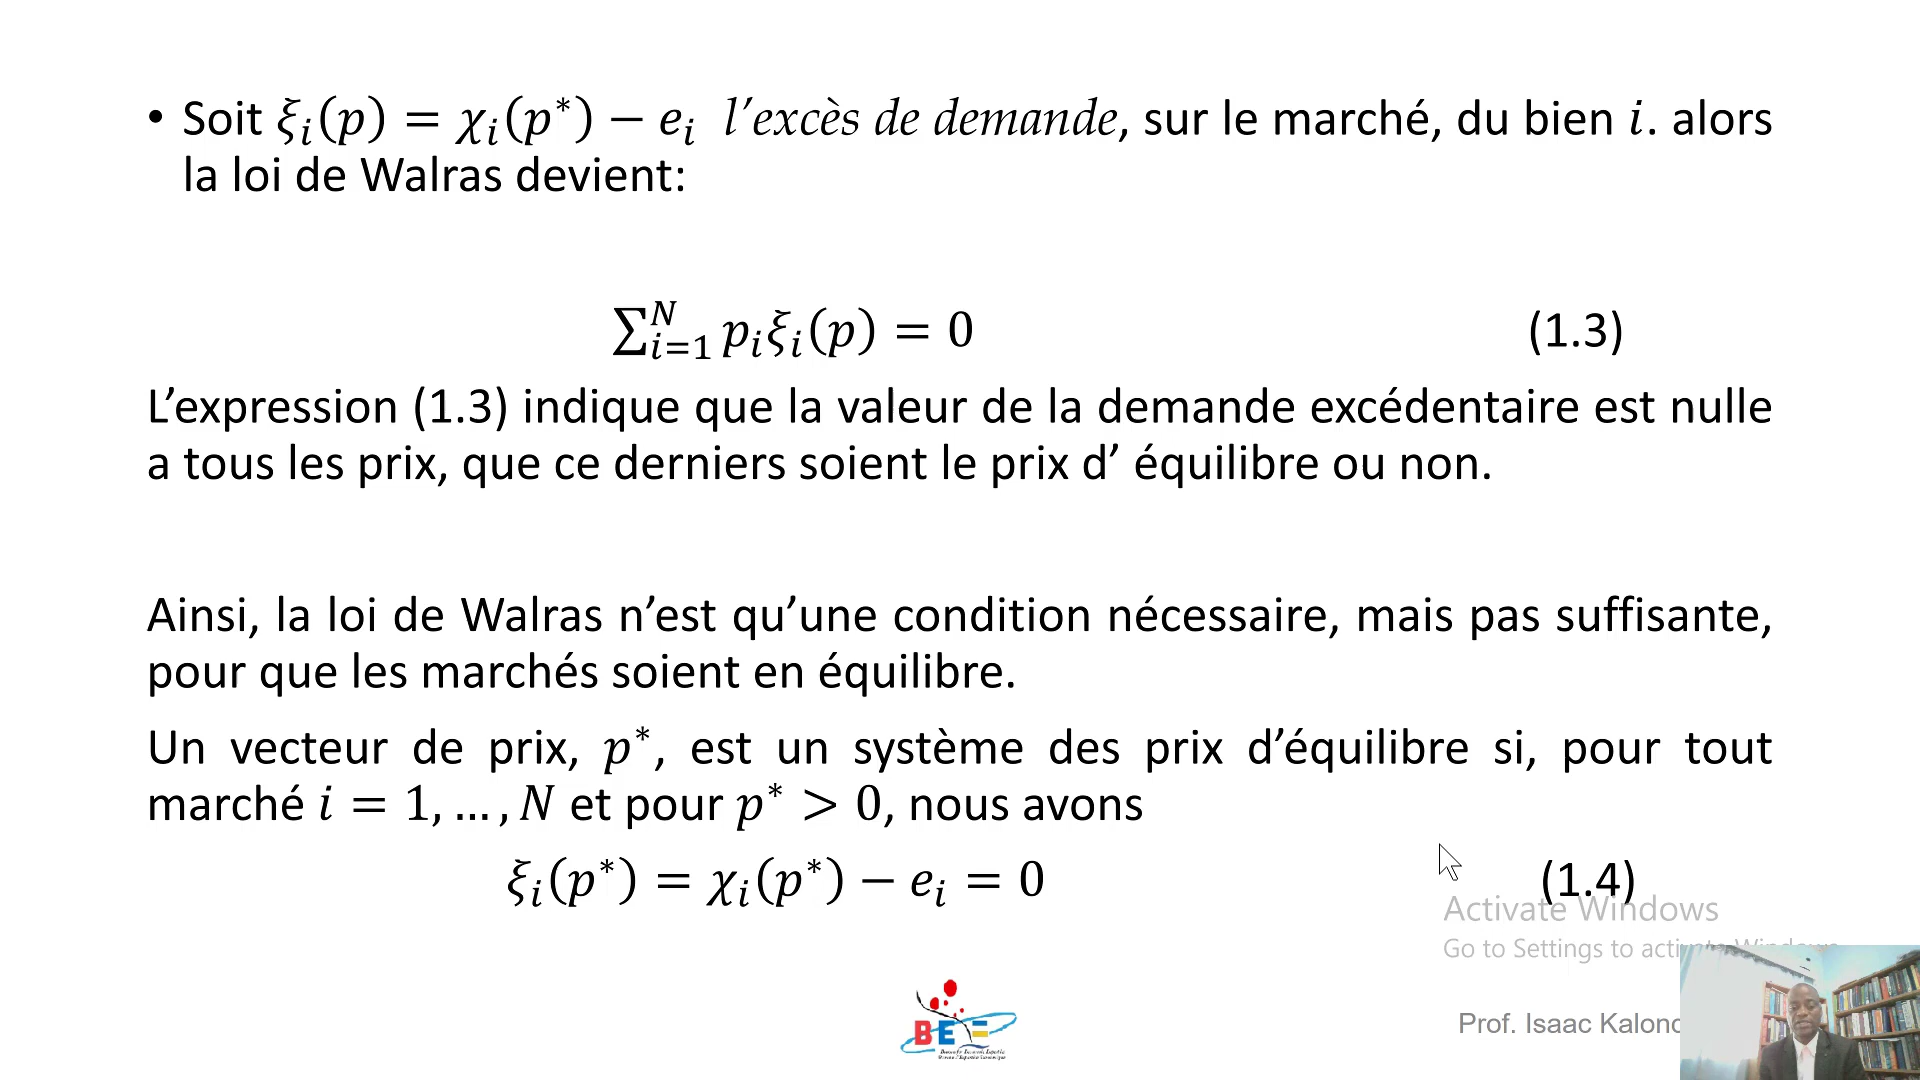 • Soit ξᵢ(p) = χᵢ(p*) − eᵢ l’excès de demande, sur le marché, du bien i. alors
la loi de Walras devient:
∑ᵢ₌₁ᴺ pᵢξᵢ(p) = 0 (1.3)
L’expression (1.3) indique que la valeur de la demande excédentaire est nulle
a tous les prix, que ce derniers soient le prix d’ équilibre ou non.
Ainsi, la loi de Walras n’est qu’une condition nécessaire, mais pas suffisante,
pour que les marchés soient en équilibre.
Un vecteur de prix, p*, est un système des prix d’équilibre si, pour tout
marché i = 1, … , N et pour p* > 0, nous avons
ξᵢ(p*) = χᵢ(p*) − eᵢ = 0 (1.4)
Activate Windows
Go to Settings to activate Windows.
BEE
Prof. Isaac